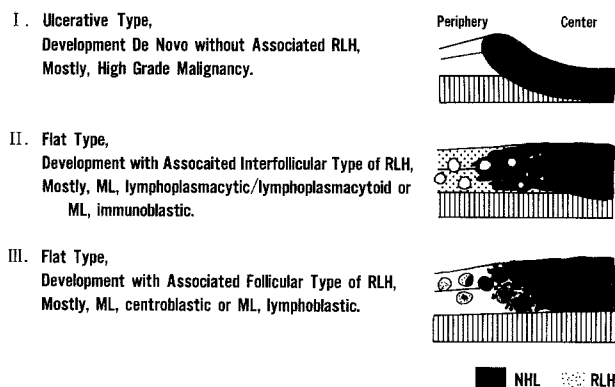 I. Ulcerative Type, Periphery Center
Development De Novo without Associated RLH,
Mostly, High Grade Malignancy.
II. Flat Type,
Development with Assocaited Interfollicular Type of RLH,
Mostly, ML, lymphoplasmacytic/lymphoplasmacytoid or
ML, immunoblastic.
III. Flat Type,
Development with Associated Follicular Type of RLH,
Mostly, ML, centroblastic or ML, lymphoblastic.
NHL RLH